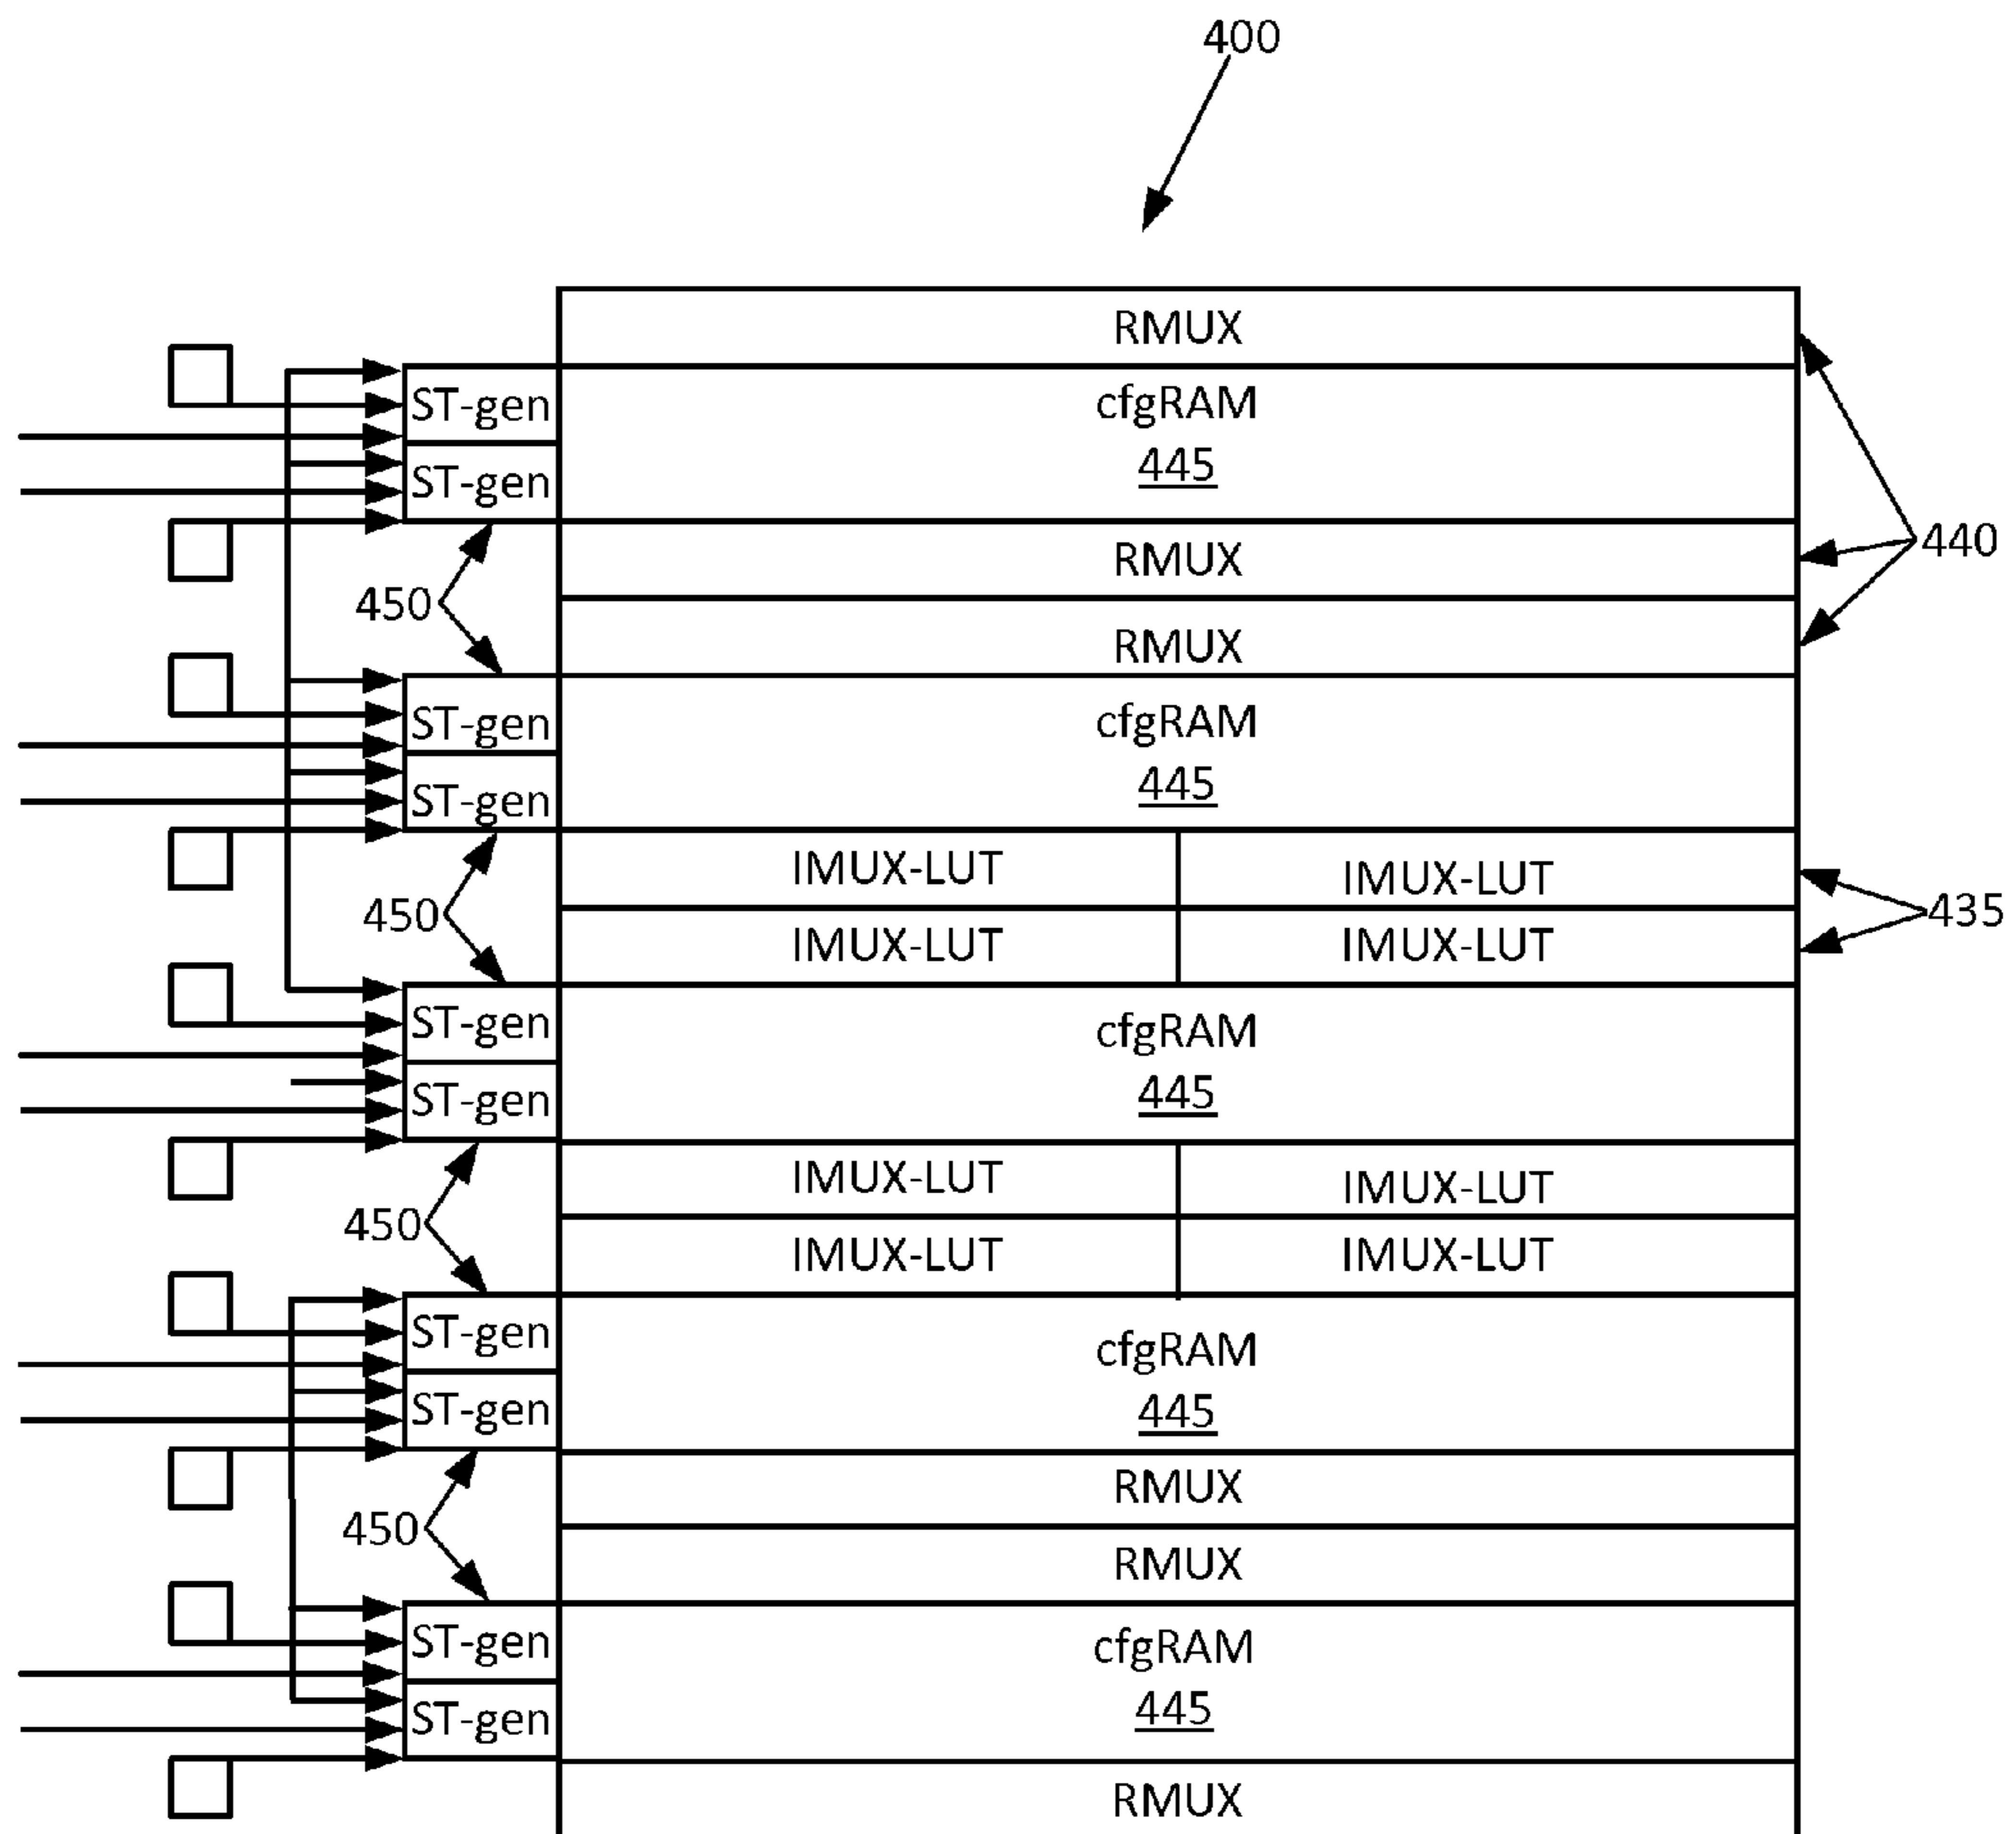 400
RMUX
ST-gen cfgRAM
ST-gen 445
RMUX 440
450
RMUX
ST-gen cfgRAM
ST-gen 445
IMUX-LUT IMUX-LUT
450 435
IMUX-LUT IMUX-LUT
ST-gen cfgRAM
ST-gen 445
IMUX-LUT IMUX-LUT
450
IMUX-LUT IMUX-LUT
ST-gen cfgRAM
ST-gen 445
RMUX
450
RMUX
ST-gen cfgRAM
ST-gen 445
RMUX